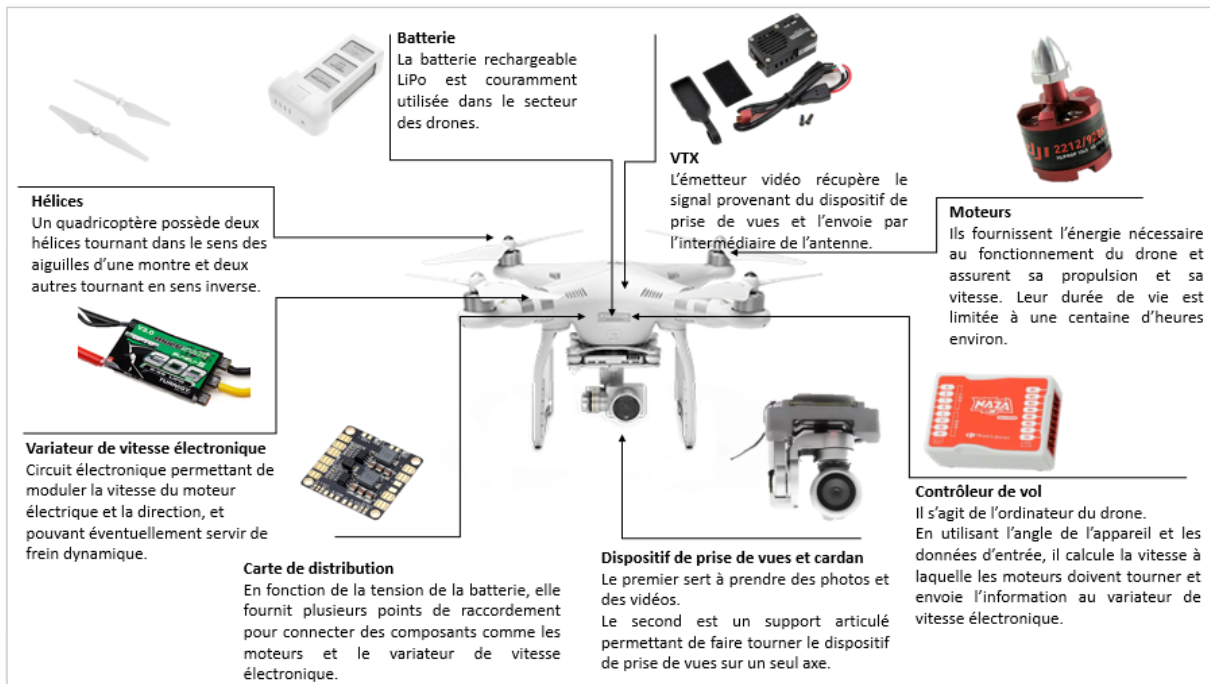 Batterie
La batterie rechargeable
LiPo est couramment
utilisée dans le secteur
des drones.
VTX
L'émetteur vidéo récupère le
signal provenant du dispositif de
prise de vues et l'envoie par
l'intermédiaire de l'antenne.
dji 2212/920
Hélices
Un quadricoptère possède deux
hélices tournant dans le sens des
aiguilles d'une montre et deux
autres tournant en sens inverse.
Moteurs
Ils fournissent l'énergie nécessaire
au fonctionnement du drone et
assurent sa propulsion et sa
vitesse. Leur durée de vie est
limitée à une centaine d'heures
environ.
V2.0
NAZA
Variateur de vitesse électronique
Circuit électronique permettant de
moduler la vitesse du moteur
électrique et la direction, et
pouvant éventuellement servir de
frein dynamique.
Carte de distribution
En fonction de la tension de la batterie, elle
fournit plusieurs points de raccordement
pour connecter des composants comme les
moteurs et le variateur de vitesse
électronique.
Dispositif de prise de vues et cardan
Le premier sert à prendre des photos et
des vidéos.
Le second est un support articulé
permettant de faire tourner le dispositif
de prise de vues sur un seul axe.
Contrôleur de vol
Il s'agit de l'ordinateur du drone.
En utilisant l'angle de l'appareil et les
données d'entrée, il calcule la vitesse à
laquelle les moteurs doivent tourner et
envoie l'information au variateur de
vitesse électronique.